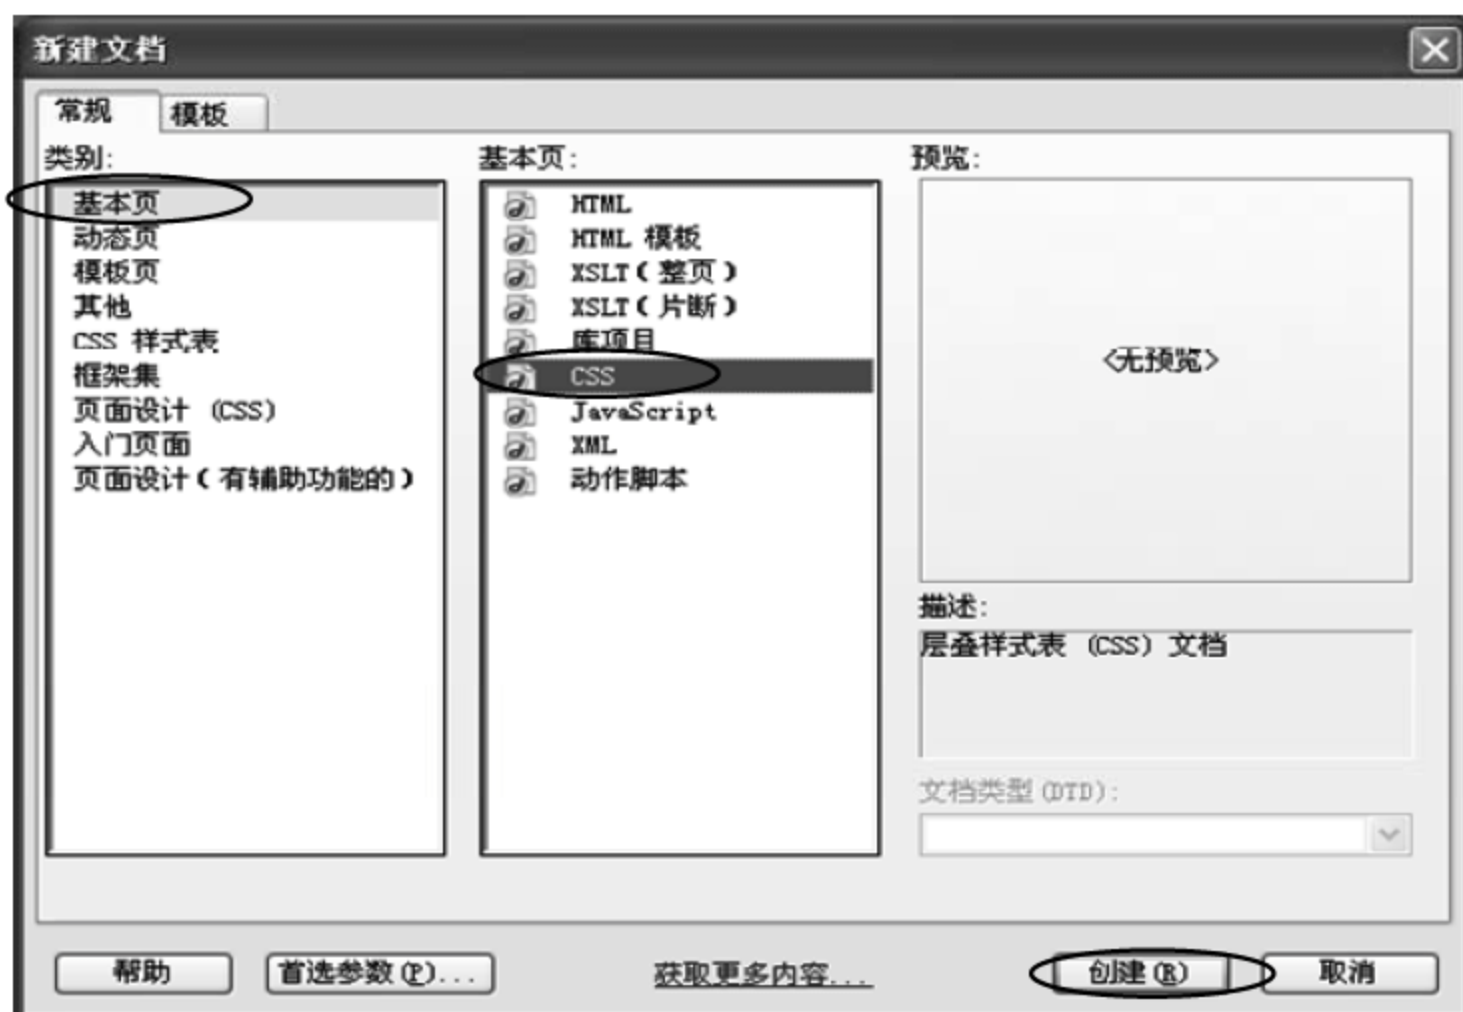 新建文档
常规
模板
类别:
基本页
动态页
模板页
其他
CSS 样式表
框架集
页面设计 (CSS)
入门页面
页面设计(有辅助功能的)
基本页:
HTML
HTML 模板
XSLT(整页)
XSLT(片断)
库项目
CSS
JavaScript
XML
动作脚本
预览:
<无预览>
描述:
层叠样式表 (CSS) 文档
文档类型(DTD):
帮助
首选参数(P)...
获取更多内容...
创建(R)
取消